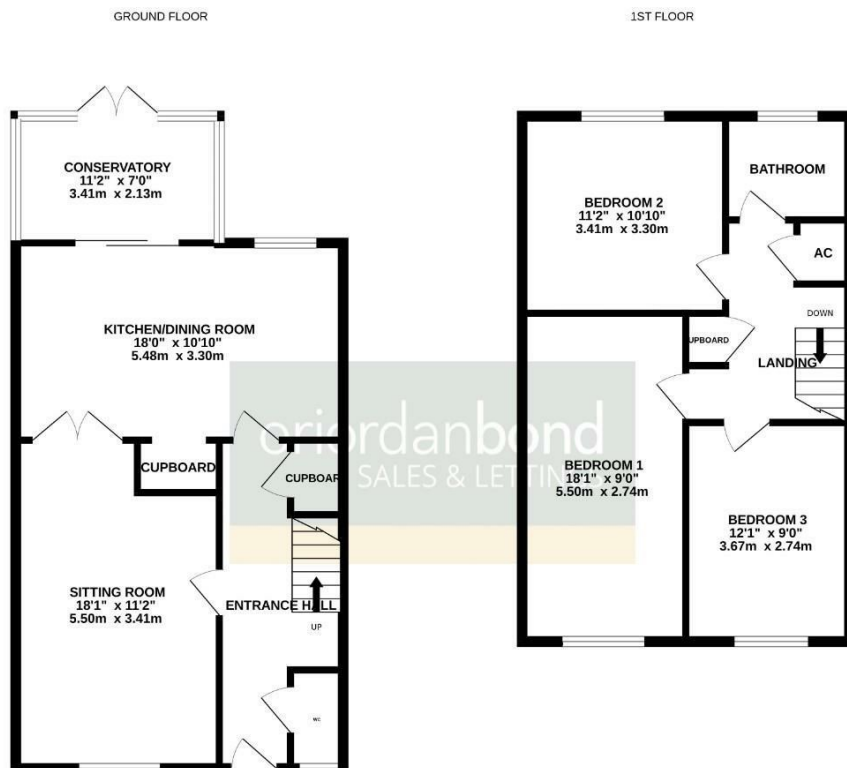 GROUND FLOOR
CONSERVATORY
11'2" x 7'0"
3.41m x 2.13m
KITCHEN/DINING ROOM
18'0" x 10'10"
5.48m x 3.30m
CUPBOARD
CUPBOAR
SITTING ROOM
18'1" x 11'2"
5.50m x 3.41m
ENTRANCE HALL
UP
WC
1ST FLOOR
BEDROOM 2
11'2" x 10'10"
3.41m x 3.30m
BATHROOM
AC
DOWN
UPBOARD
LANDING
BEDROOM 1
18'1" x 9'0"
5.50m x 2.74m
BEDROOM 3
12'1" x 9'0"
3.67m x 2.74m
oriordanbond
SALES & LETTIN